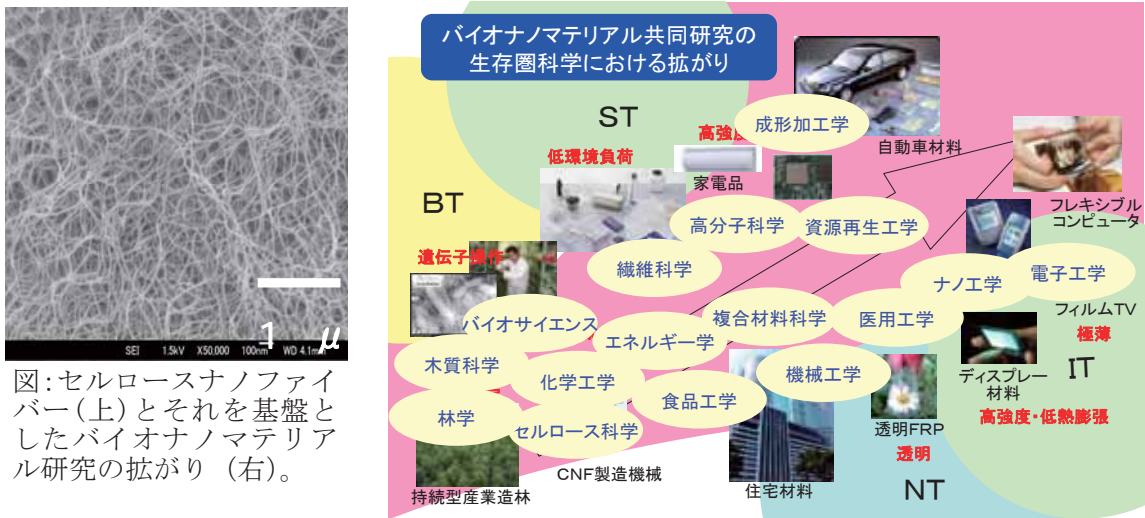 1 μ
SEI 1.5kV X50,000 100nm WD 4.1mm
図:セルロースナノファイ
バー(上)とそれを基盤と
したバイオナノマテリア
ル研究の拡がり (右)。
バイオナノマテリアル共同研究の
生存圏科学における拡がり
ST
成形加工学
高強度
自動車材料
低環境負荷
家電品
BT
高分子科学
資源再生工学
フレキシブル
コンピュータ
遺伝子操作
繊維科学
ナノ工学
電子工学
バイオサイエンス
エネルギー学
複合材料科学
医用工学
フィルムTV
極薄
木質科学
化学工学
機械工学
ディスプレー
材料
IT
林学
セルロース科学
食品工学
高強度・低熱膨張
透明FRP
透明
CNF製造機械
持続型産業造林
住宅材料
NT